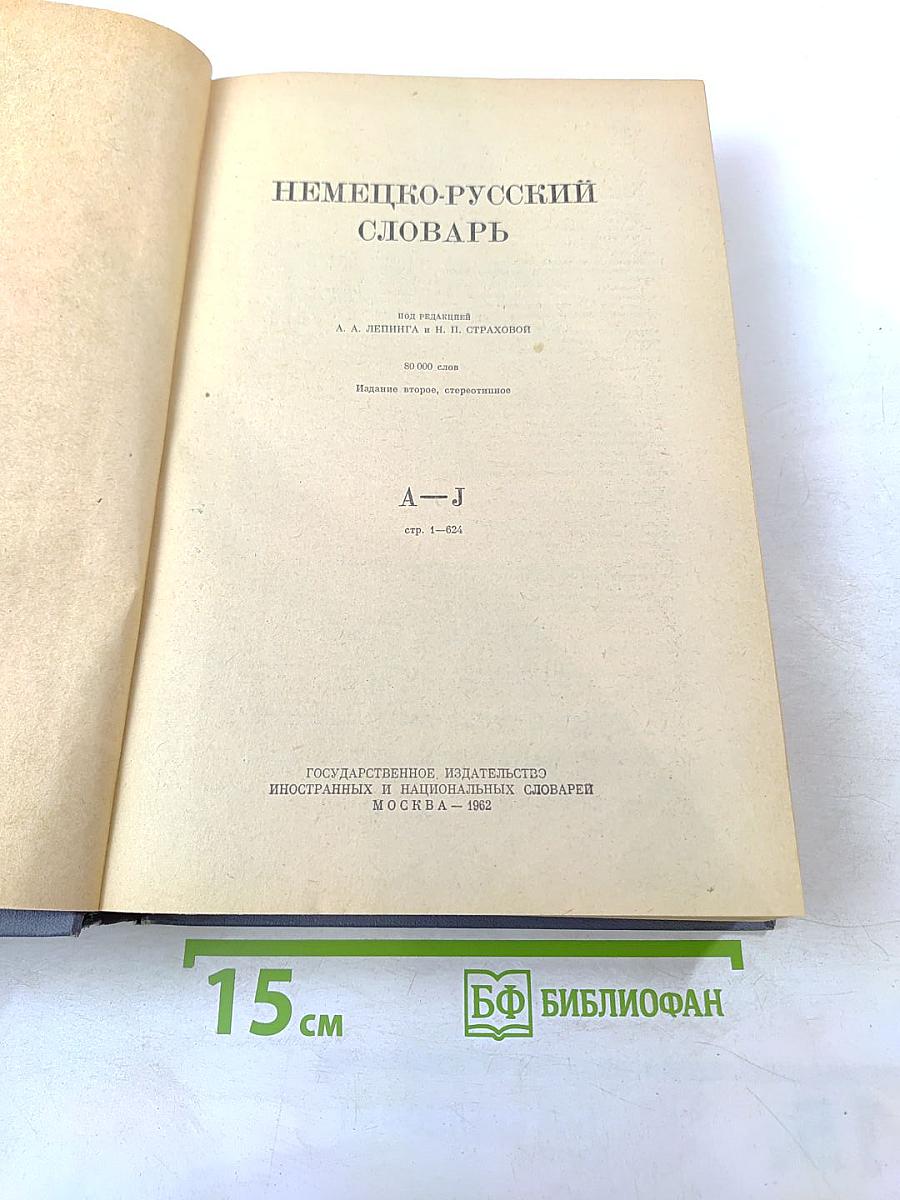 НЕМЕЦКО-РУССКИЙ
СЛОВАРЬ
ПОД РЕДАКЦИЕЙ
А. А. ЛЕПИНГА и Н. П. СТРАХОВОЙ
80 000 слов
Издание второе, стереотипное
A—J
стр. 1—624
ГОСУДАРСТВЕННОЕ ИЗДАТЕЛЬСТВО
ИНОСТРАННЫХ И НАЦИОНАЛЬНЫХ СЛОВАРЕЙ
МОСКВА — 1962
15 см
БФ БИБЛИОФАН